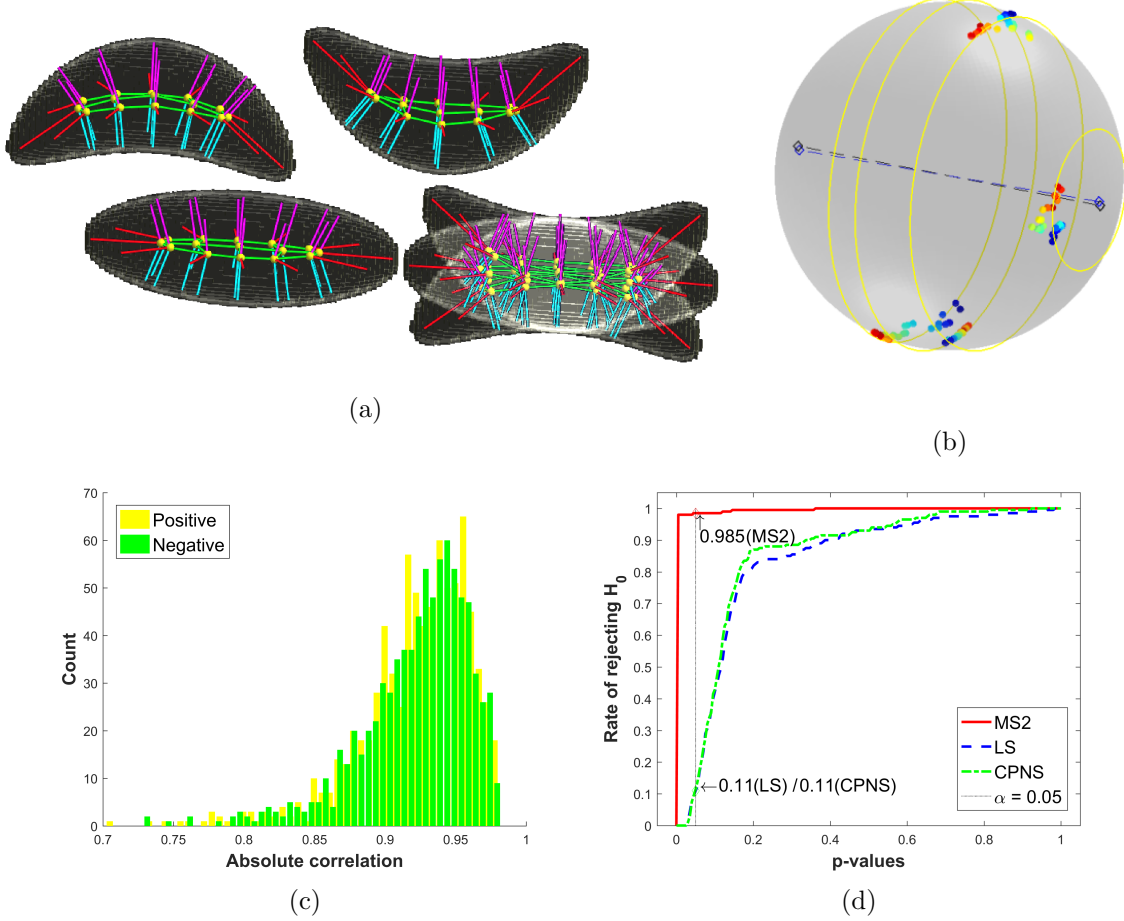 (a)
(b)
70
60
50
40
30
20
10
0
Count
Positive
Negative
0.7
0.75
0.8
0.85
0.9
0.95
1
Absolute correlation
(c)
1
0.9
0.8
0.7
0.6
0.5
0.4
0.3
0.2
0.1
0
Rate of rejecting H_0
0.985(MS2)
←0.11(LS) /0.11(CPNS)
MS2
LS
CPNS
α = 0.05
0
0.2
0.4
0.6
0.8
1
p-values
(d)